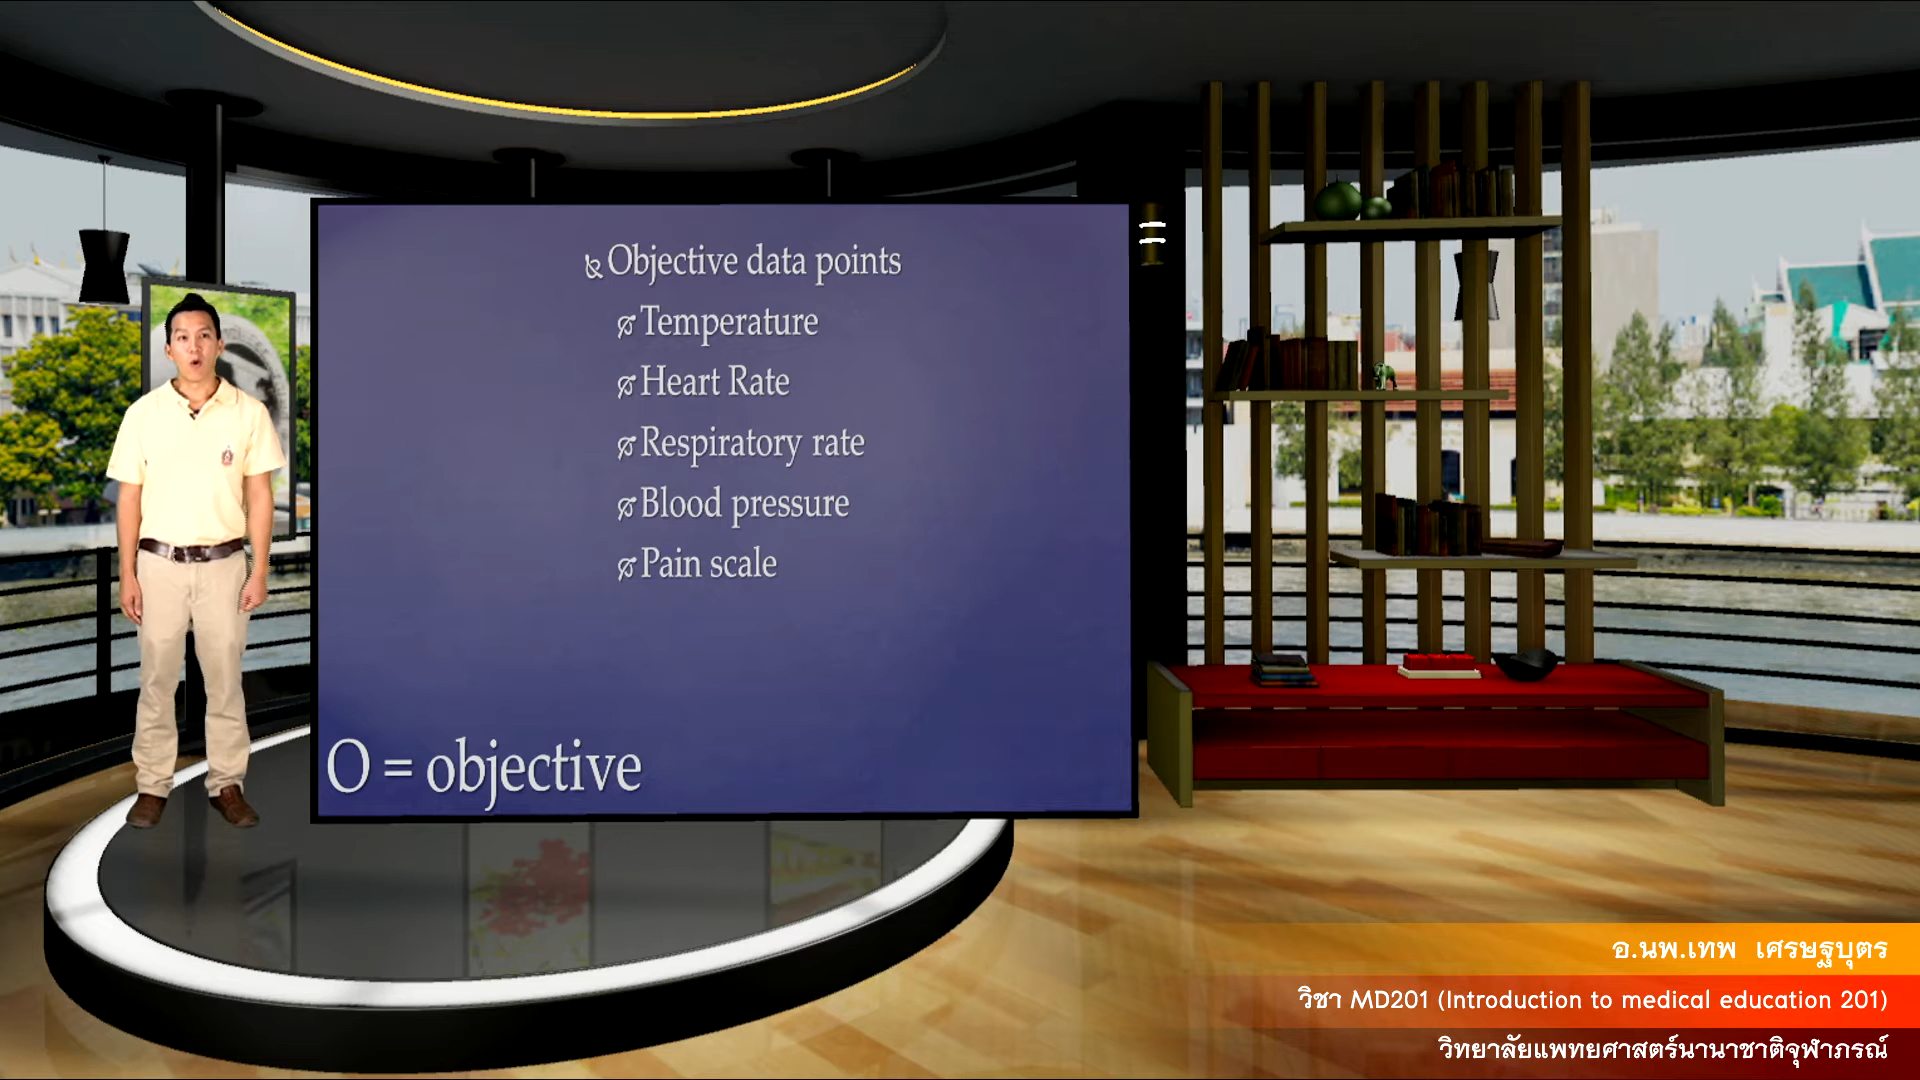 Objective data points
Temperature
Heart Rate
Respiratory rate
Blood pressure
Pain scale
O = objective
อ.นพ.เทพ เศรษฐบุตร
วิชา MD201 (Introduction to medical education 201)
วิทยาลัยแพทยศาสตร์นานาชาติจุฬาภรณ์